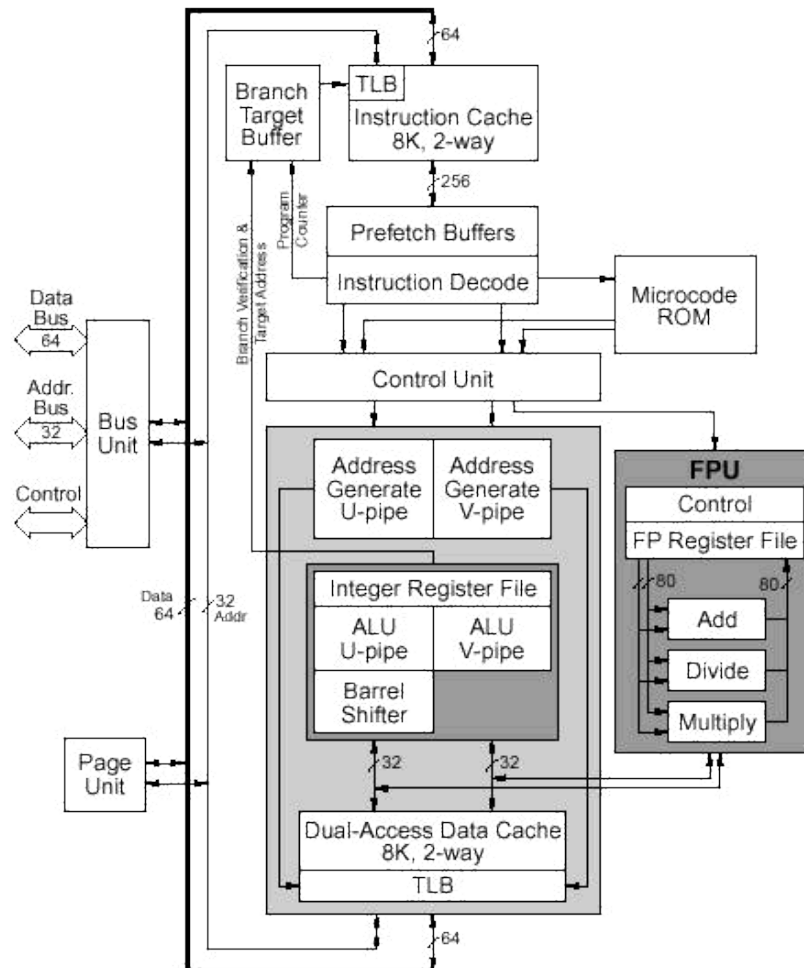 64
TLB
Instruction Cache
8K, 2-way
Branch
Target
Buffer
256
Program
Counter
Branch Verification &
Target Address
Prefetch Buffers
Instruction Decode
Microcode
ROM
Data
Bus
64
Addr.
Bus
32
Control
Bus
Unit
Control Unit
Address
Generate
U-pipe
Address
Generate
V-pipe
FPU
Control
FP Register File
80
80
Add
Divide
Multiply
Integer Register File
ALU
U-pipe
ALU
V-pipe
Barrel
Shifter
Data
64
32
Addr
32
32
Page
Unit
Dual-Access Data Cache
8K, 2-way
TLB
64